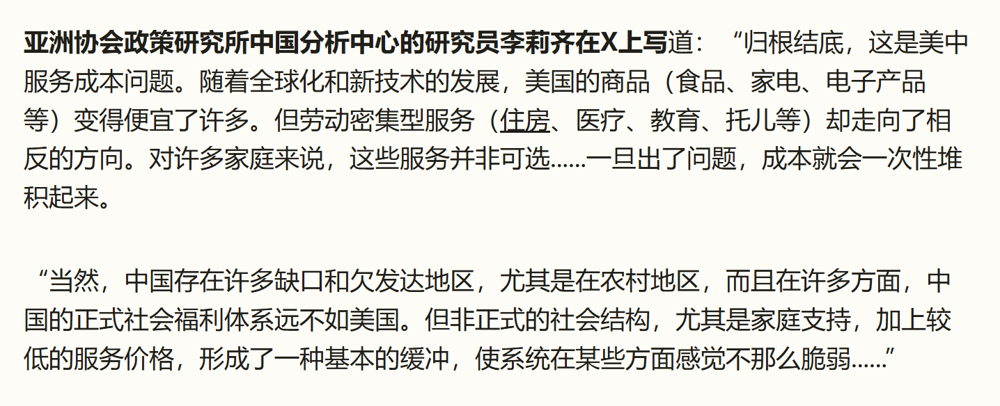 亚洲协会政策研究所中国分析中心的研究员李莉齐在X上写道：“归根结底，这是美中
服务成本问题。随着全球化和新技术的发展，美国的商品（食品、家电、电子产品
等）变得便宜了许多。但劳动密集型服务（住房、医疗、教育、托儿等）却走向了相
反的方向。对许多家庭来说，这些服务并非可选......一旦出了问题，成本就会一次性堆
积起来。
“当然，中国存在许多缺口和欠发达地区，尤其是在农村地区，而且在许多方面，中
国的正式社会福利体系远不如美国。但非正式的社会结构，尤其是家庭支持，加上较
低的服务价格，形成了一种基本的缓冲，使系统在某些方面感觉不那么脆弱......”